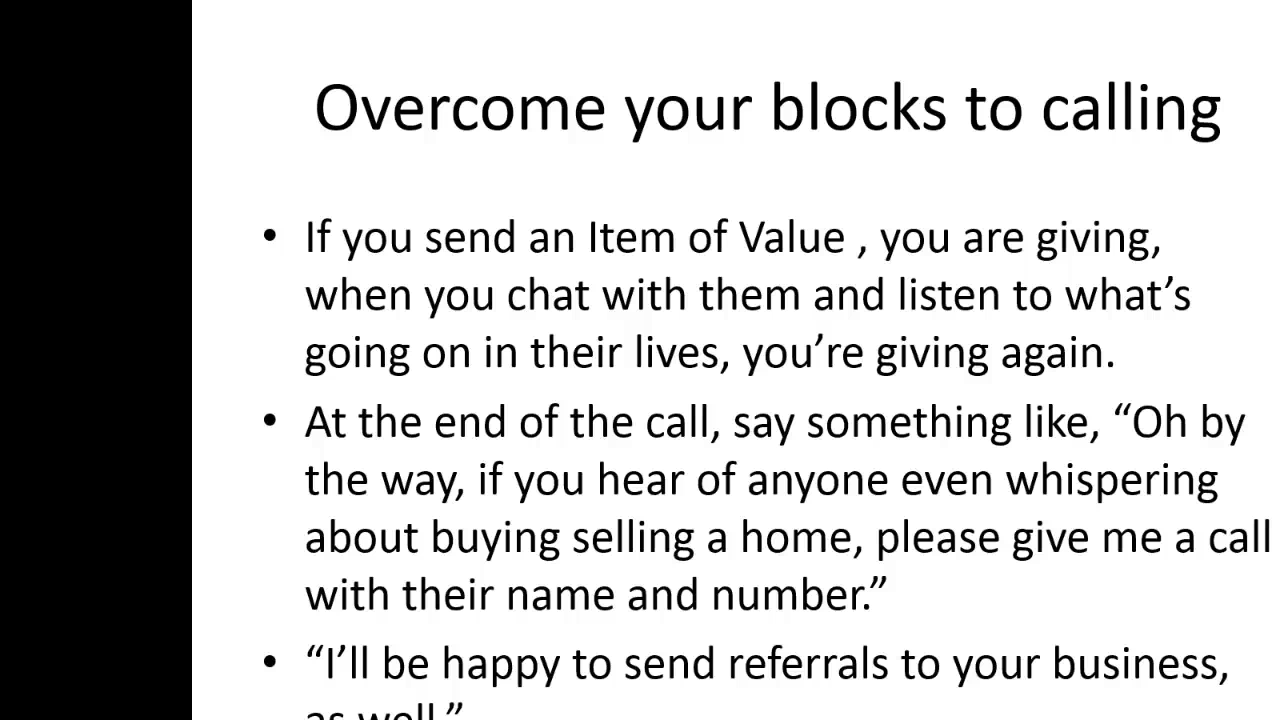 Overcome your blocks to calling
• If you send an Item of Value , you are giving,
when you chat with them and listen to what’s
going on in their lives, you’re giving again.
• At the end of the call, say something like, “Oh by
the way, if you hear of anyone even whispering
about buying selling a home, please give me a call
with their name and number.”
• “I’ll be happy to send referrals to your business,
as well.”